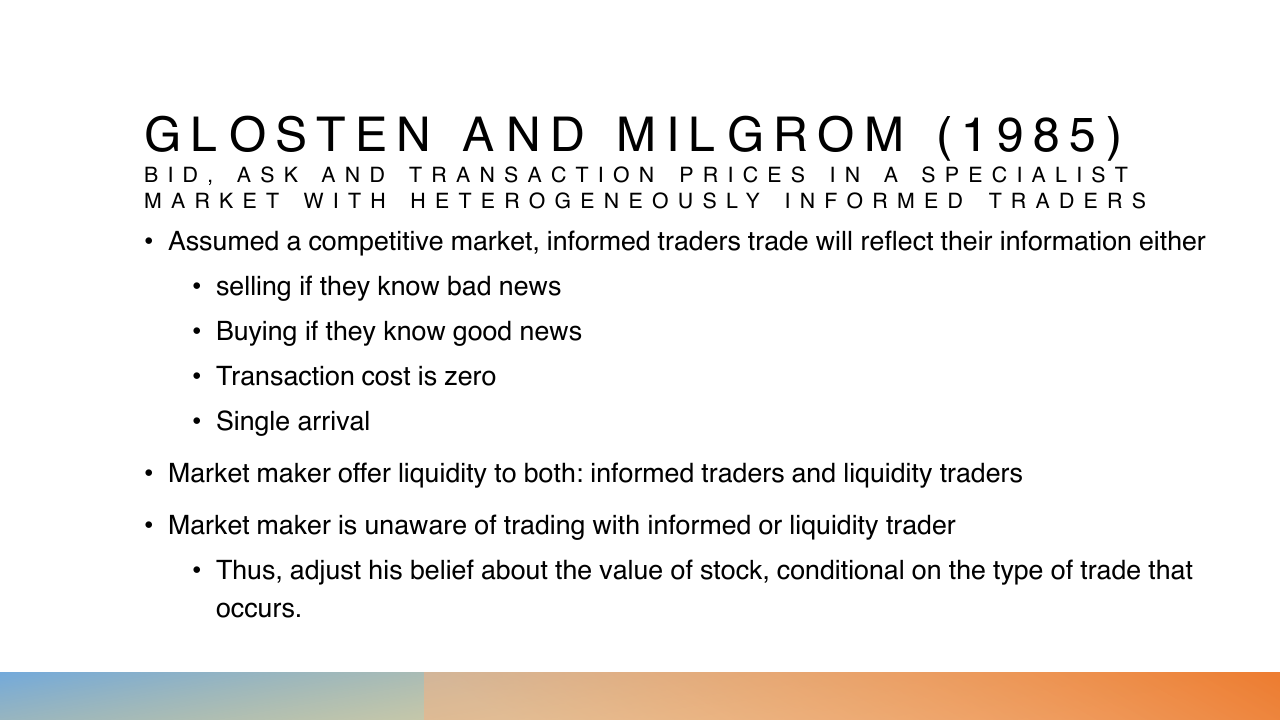 GLOSTEN AND MILGROM (1985)
BID, ASK AND TRANSACTION PRICES IN A SPECIALIST
MARKET WITH HETEROGENEOUSLY INFORMED TRADERS
• Assumed a competitive market, informed traders trade will reflect their information either
• selling if they know bad news
• Buying if they know good news
• Transaction cost is zero
• Single arrival
• Market maker offer liquidity to both: informed traders and liquidity traders
• Market maker is unaware of trading with informed or liquidity trader
• Thus, adjust his belief about the value of stock, conditional on the type of trade that
occurs.